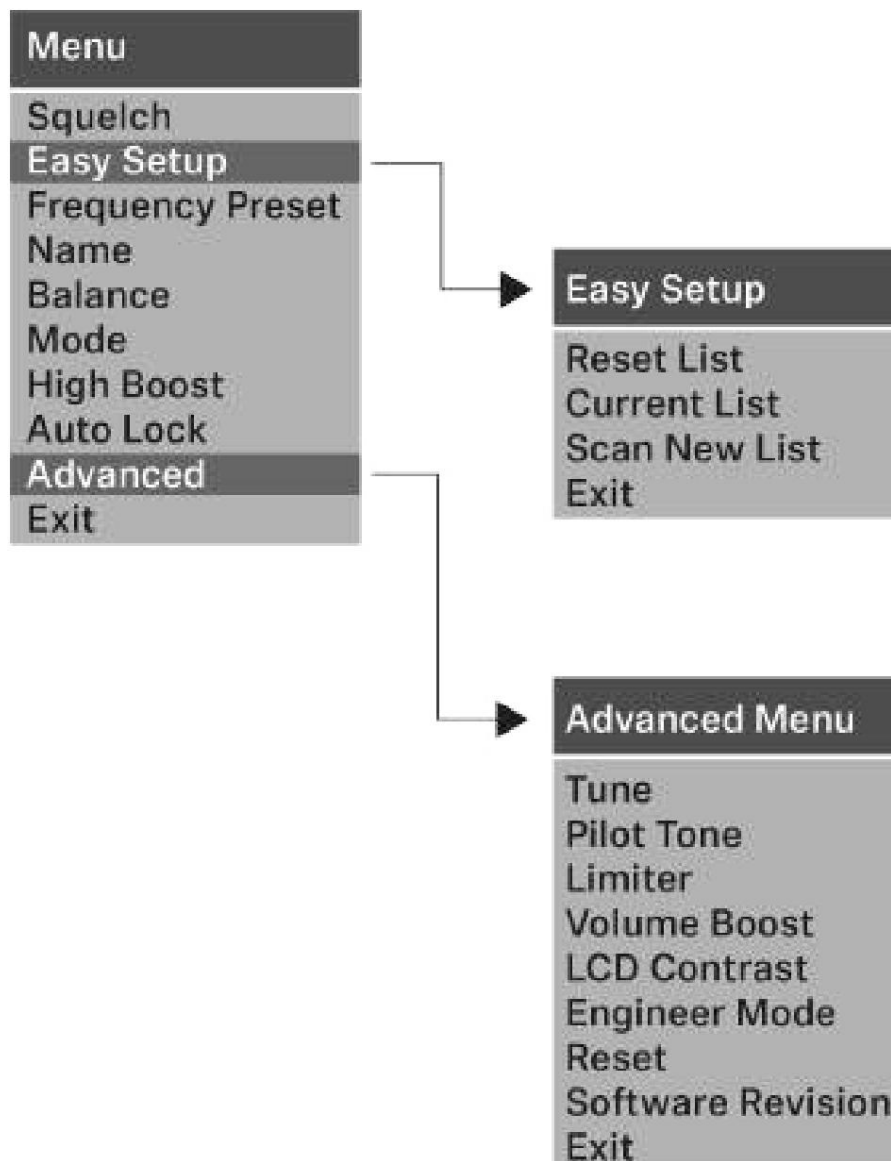 Menu
Squelch
Easy Setup
Frequency Preset
Name
Balance
Mode
High Boost
Auto Lock
Advanced
Exit
Easy Setup
Reset List
Current List
Scan New List
Exit
Advanced Menu
Tune
Pilot Tone
Limiter
Volume Boost
LCD Contrast
Engineer Mode
Reset
Software Revision
Exit